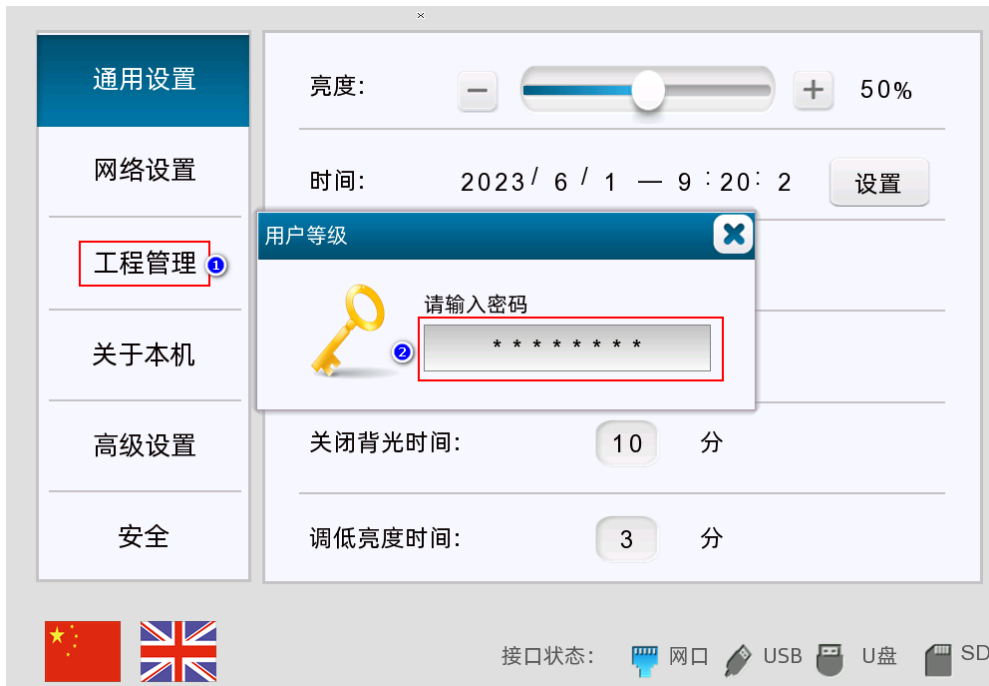 通用设置
网络设置
工程管理 1
关于本机
高级设置
安全
亮度: − + 50%
时间: 2023/ 6 / 1 — 9:20: 2 设置
用户等级
请输入密码
2 * * * * * * * *
关闭背光时间: 10 分
调低亮度时间: 3 分
接口状态: 网口 USB U盘 SD